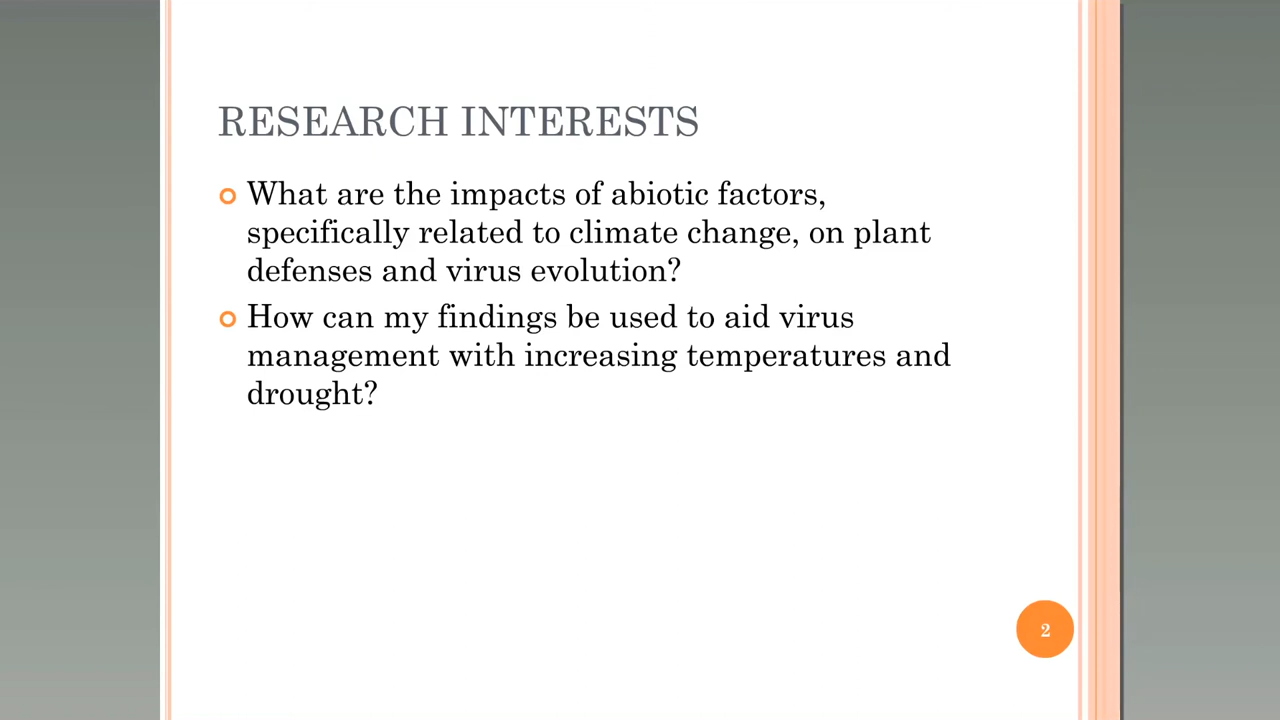 RESEARCH INTERESTS
What are the impacts of abiotic factors,
specifically related to climate change, on plant
defenses and virus evolution?
How can my findings be used to aid virus
management with increasing temperatures and
drought?
2